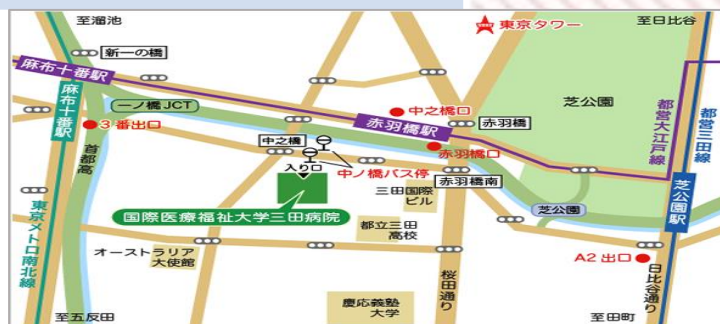 至溜池
東京タワー
至日比谷
新一の橋
麻布十番駅
一ノ橋JCT
中之橋口
芝公園
麻布十番駅
3番出口
赤羽橋駅
赤羽橋
都営大江戸線
都営三田線
中之橋
赤羽橋口
首都高
入り口
中ノ橋バス停
赤羽橋南
三田国際
ビル
芝公園
芝公園駅
国際医療福祉大学三田病院
都立三田
高校
東京メトロ南北線
オーストラリア
大使館
A2 出口
桜田通り
日比谷通り
慶応義塾
大学
至五反田
至田町